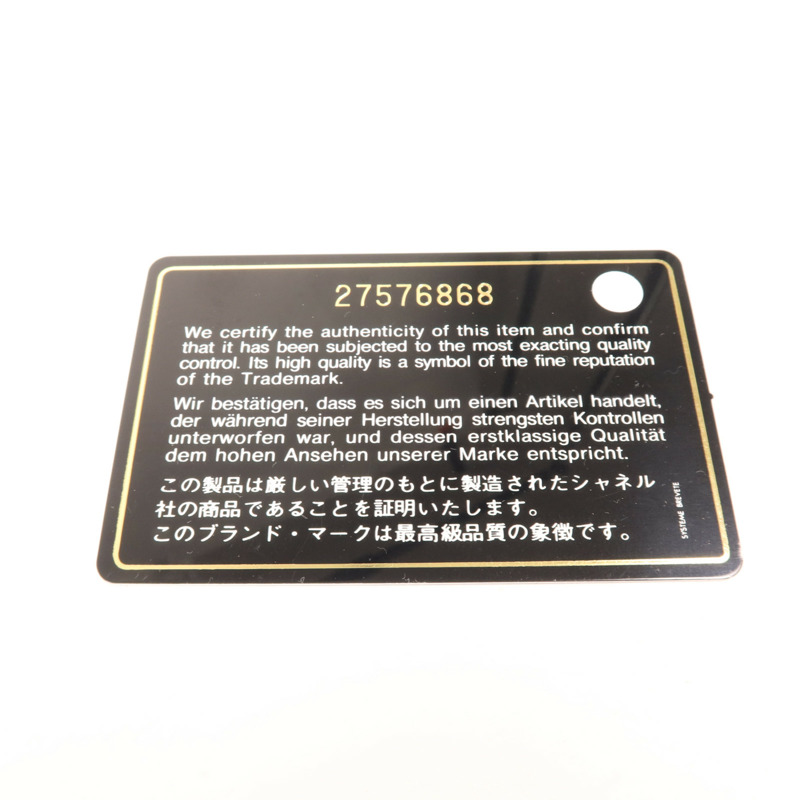 27576868
We certify the authenticity of this item and confirm
that it has been subjected to the most exacting quality
control. Its high quality is a symbol of the fine reputation
of the Trademark.
Wir bestätigen, dass es sich um einen Artikel handelt,
der während seiner Herstellung strengsten Kontrollen
unterworfen war, und dessen erstklassige Qualität
dem hohen Ansehen unserer Marke entspricht.
この製品は厳しい管理のもとに製造されたシャネル
社の商品であることを証明いたします。
このブランド・マークは最高級品質の象徴です。
SYSTEME BREVETE